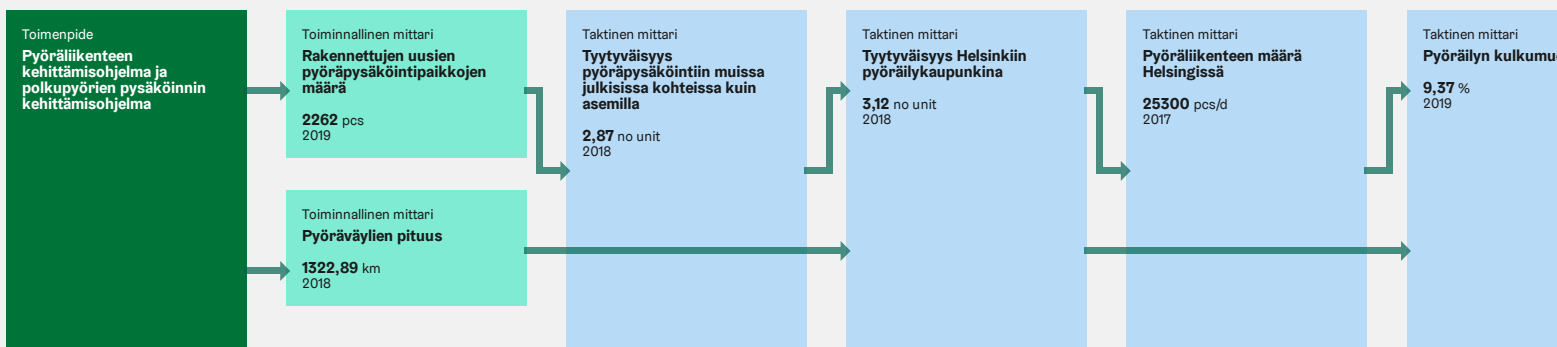 Toimenpide
Pyöräliikenteen
kehittämisohjelma ja
polkupyörien pysäköinnin
kehittämisohjelma
Toiminnallinen mittari
Rakennettujen uusien
pyöräpysäköintipaikkojen
määrä
2262 pcs
2019
Toiminnallinen mittari
Pyöräväylien pituus
1322,89 km
2018
Taktinen mittari
Tyytyväisyys
pyöräpysäköintiin muissa
julkisissa kohteissa kuin
asemilla
2,87 no unit
2018
Taktinen mittari
Tyytyväisyys Helsinkiin
pyöräilykaupunkina
3,12 no unit
2018
Taktinen mittari
Pyöräliikenteen määrä
Helsingissä
25300 pcs/d
2017
Taktinen mittari
Pyöräilyn
9,37 %
2019